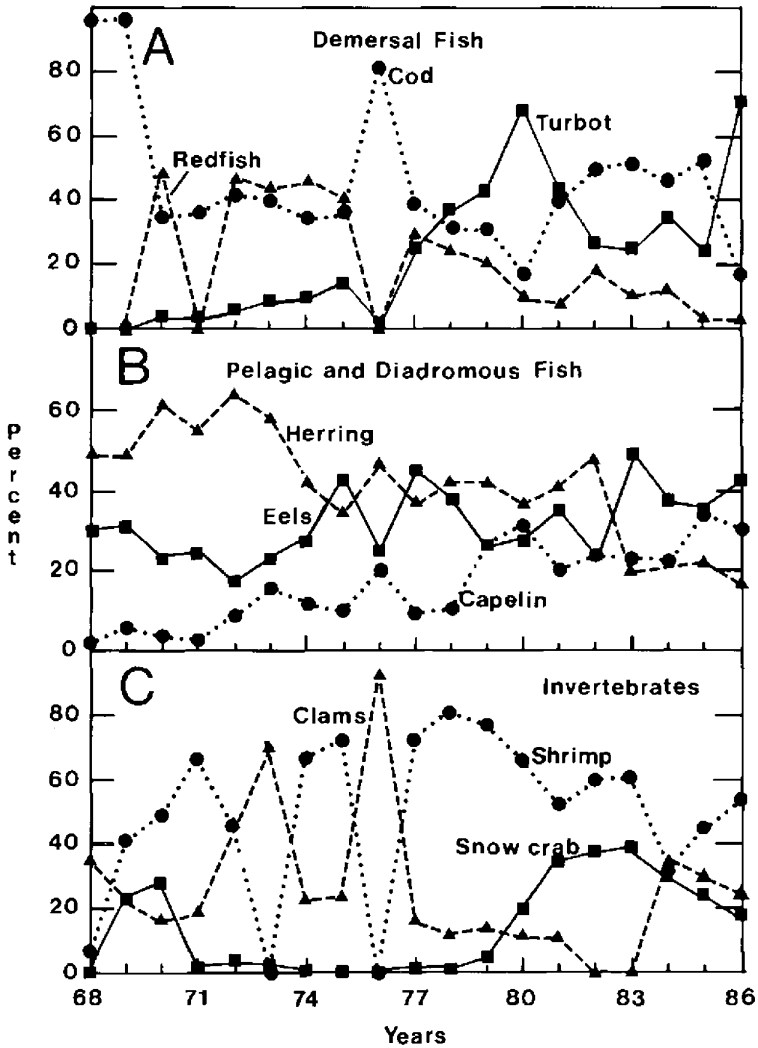 A
Demersal Fish
Cod
Turbot
Redfish
80
60
40
20
0
B
Pelagic and Diadromous Fish
Herring
Eels
Capelin
60
40
20
0
Percent
C
Invertebrates
Clams
Shrimp
Snow crab
80
60
40
20
0
68 71 74 77 80 83 86
Years